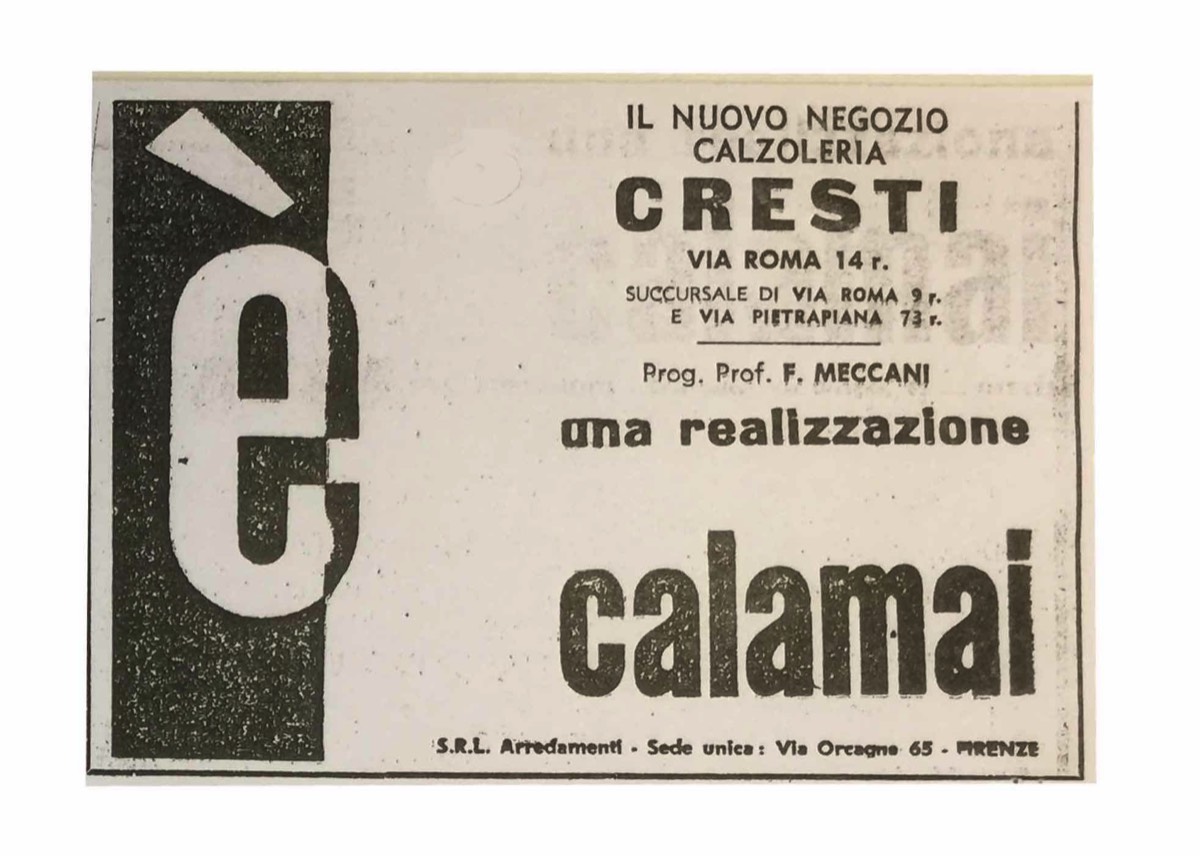 è
IL NUOVO NEGOZIO
CALZOLERIA
CRESTI
VIA ROMA 14 r.
SUCCURSALE DI VIA ROMA 9 r.
E VIA PIETRAPIANA 73 r.
Prog. Prof. F. MECCANI
una realizzazione
calamai
S.R.L. Arredamenti - Sede unica: Via Orcagna 65 - FIRENZE